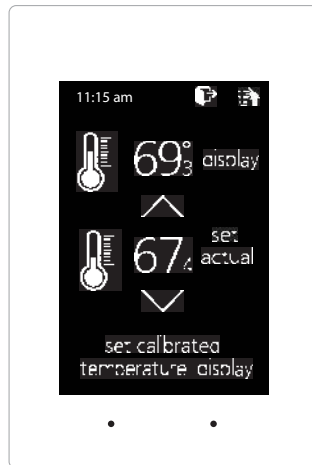 11:15 am
69°3 display
set
67.4 actual
set calibrated
temperature display